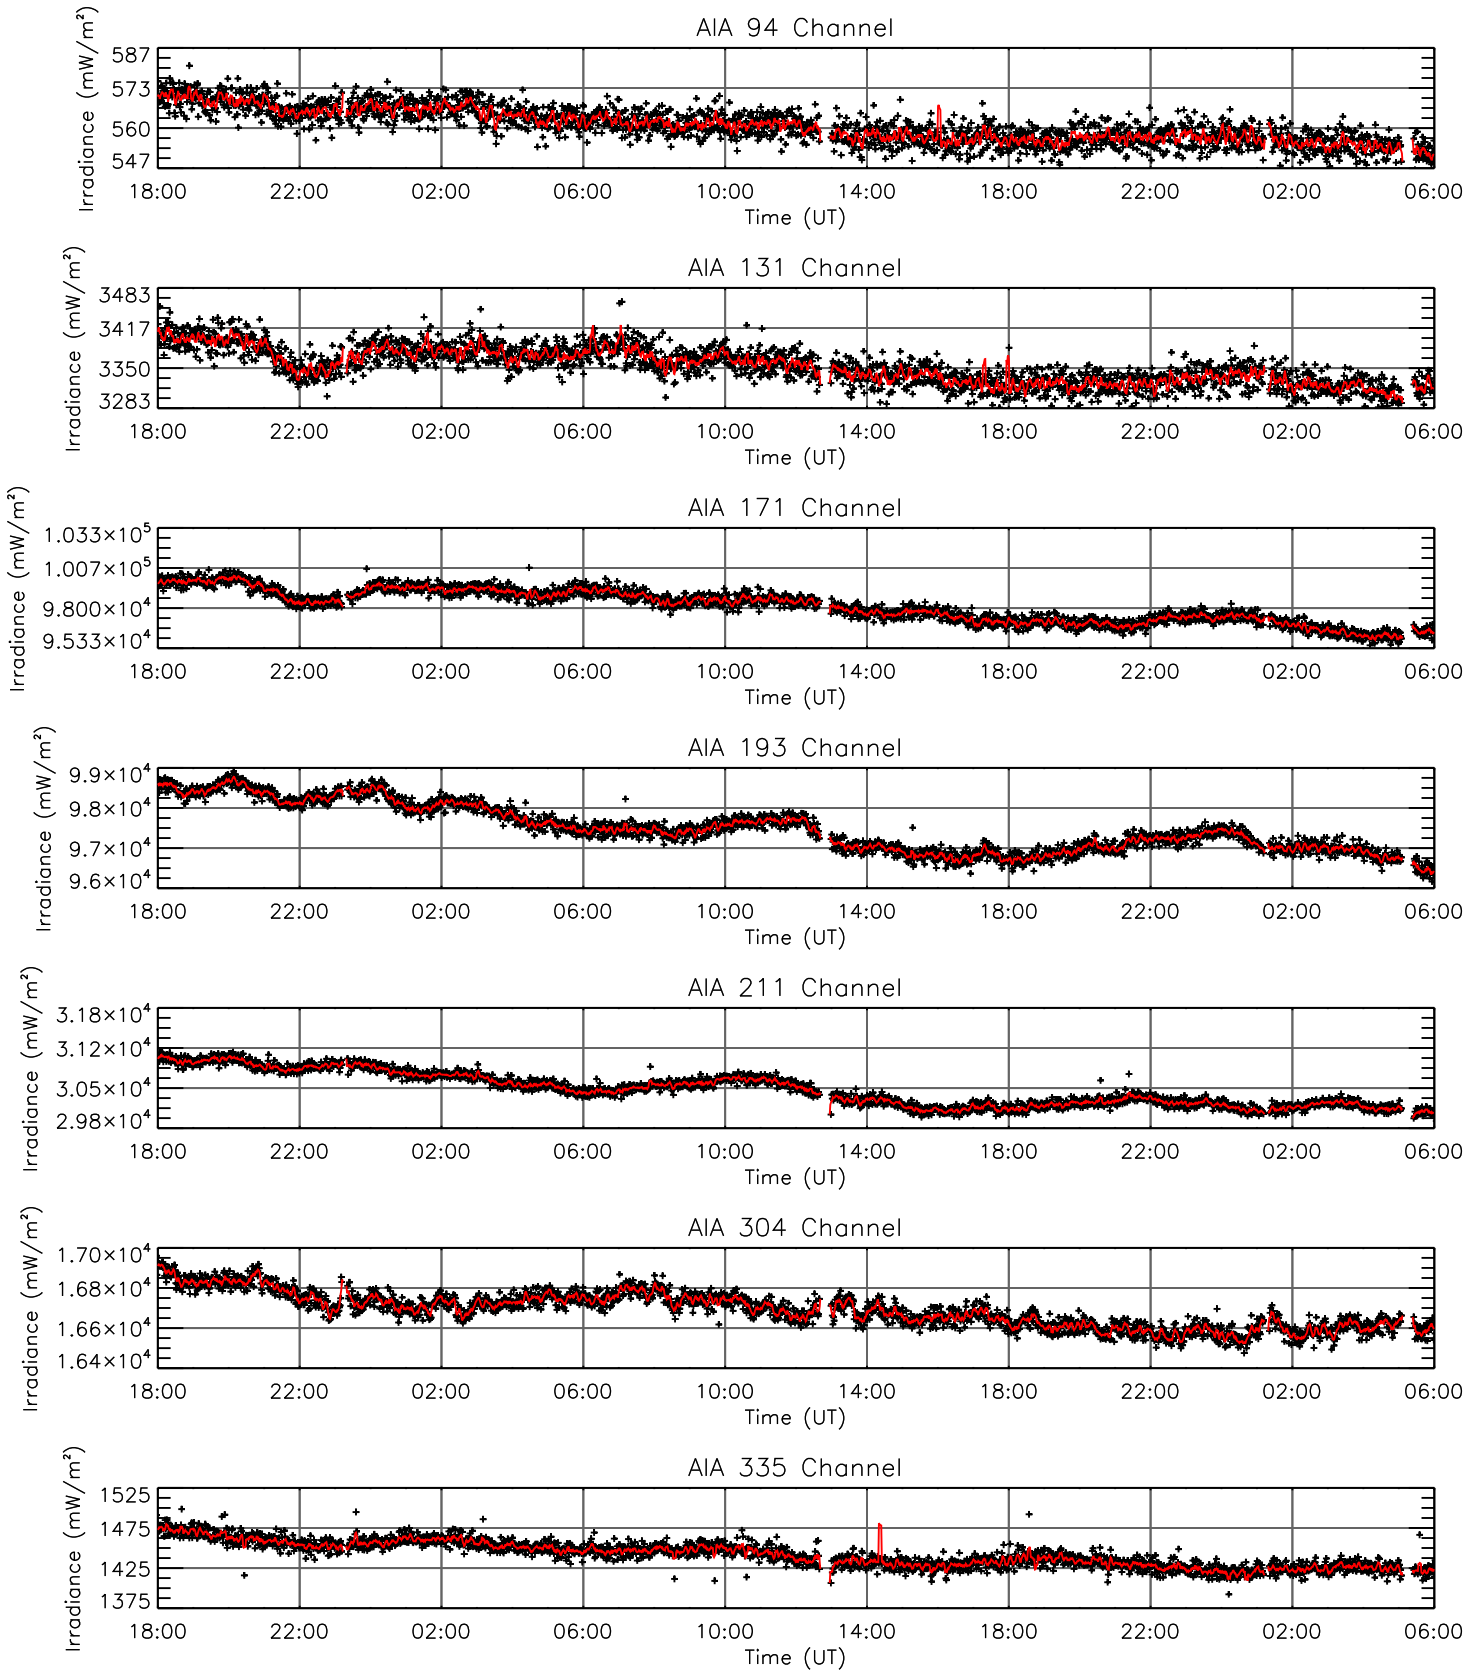 AIA 94 Channel
Irradiance (mW/m²)
587
573
560
547
18:00 22:00 02:00 06:00 10:00 14:00 18:00 22:00 02:00 06:00
Time (UT)
AIA 131 Channel
Irradiance (mW/m²)
3483
3417
3350
3283
18:00 22:00 02:00 06:00 10:00 14:00 18:00 22:00 02:00 06:00
Time (UT)
AIA 171 Channel
Irradiance (mW/m²)
1.033×10⁵
1.007×10⁵
9.800×10⁴
9.533×10⁴
18:00 22:00 02:00 06:00 10:00 14:00 18:00 22:00 02:00 06:00
Time (UT)
AIA 193 Channel
Irradiance (mW/m²)
9.9×10⁴
9.8×10⁴
9.7×10⁴
9.6×10⁴
18:00 22:00 02:00 06:00 10:00 14:00 18:00 22:00 02:00 06:00
Time (UT)
AIA 211 Channel
Irradiance (mW/m²)
3.18×10⁴
3.12×10⁴
3.05×10⁴
2.98×10⁴
18:00 22:00 02:00 06:00 10:00 14:00 18:00 22:00 02:00 06:00
Time (UT)
AIA 304 Channel
Irradiance (mW/m²)
1.70×10⁴
1.68×10⁴
1.66×10⁴
1.64×10⁴
18:00 22:00 02:00 06:00 10:00 14:00 18:00 22:00 02:00 06:00
Time (UT)
AIA 335 Channel
Irradiance (mW/m²)
1525
1475
1425
1375
18:00 22:00 02:00 06:00 10:00 14:00 18:00 22:00 02:00 06:00
Time (UT)